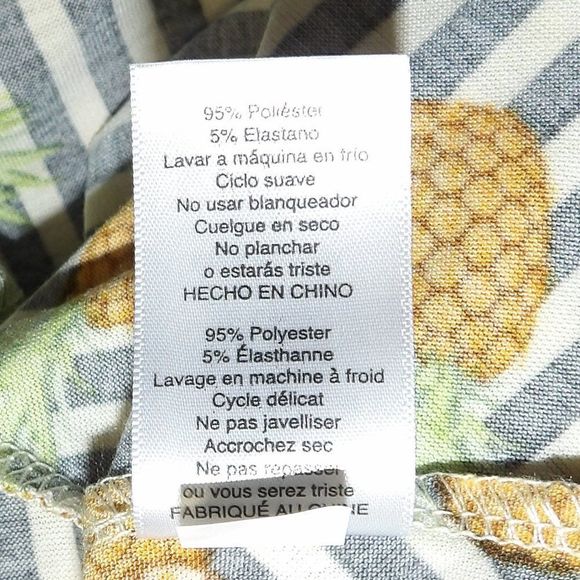 95% Poliéster
5% Elastano
Lavar a máquina en frío
Ciclo suave
No usar blanqueador
Cuelgue en seco
No planchar
o estarás triste
HECHO EN CHINO
95% Polyester
5% Élasthanne
Lavage en machine à froid
Cycle délicat
Ne pas javelliser
Accrochez sec
Ne pas repasser
ou vous serez triste
FABRIQUÉ AU CHINE